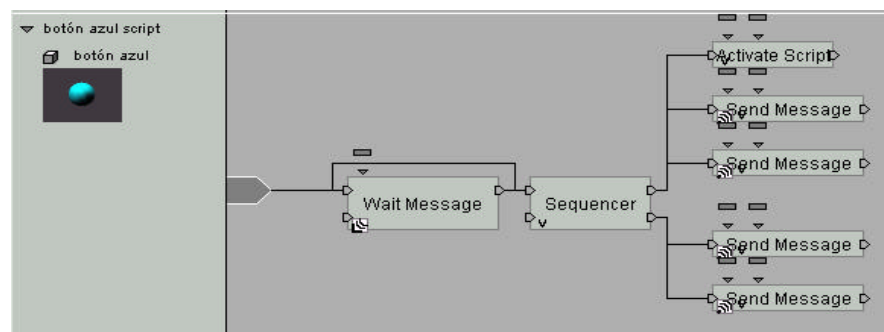 botón azul script
botón azul
Activate Script
Send Message
Send Message
Wait Message
Sequencer
Send Message
Send Message